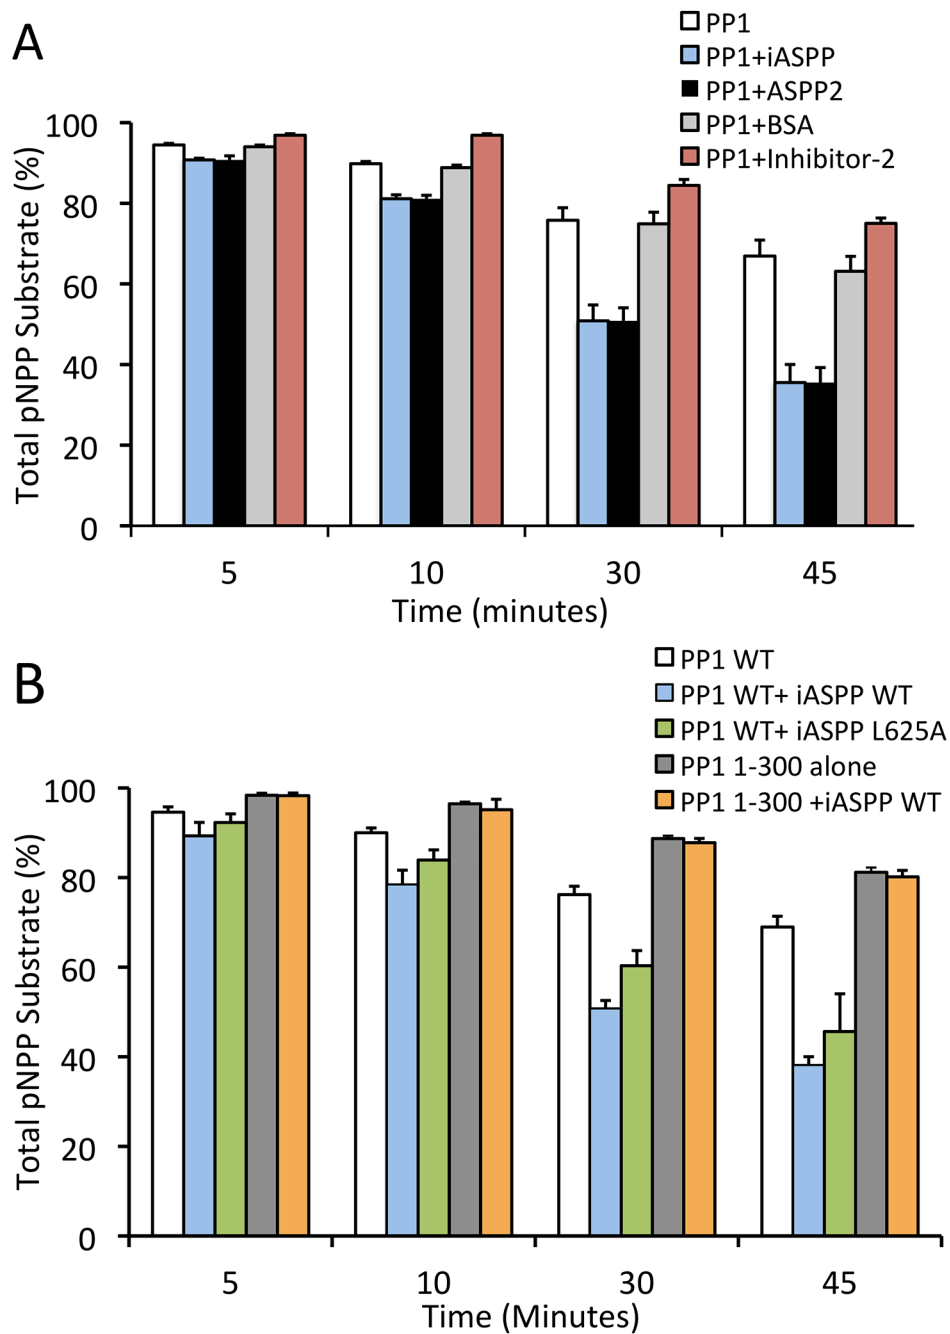 A
PP1
PP1+iASPP
PP1+ASPP2
PP1+BSA
PP1+Inhibitor-2
Total pNPP Substrate (%)
100
80
60
40
20
0
5 10 30 45
Time (minutes)
B
PP1 WT
PP1 WT+ iASPP WT
PP1 WT+ iASPP L625A
PP1 1-300 alone
PP1 1-300 +iASPP WT
Total pNPP Substrate (%)
100
80
60
40
20
0
5 10 30 45
Time (Minutes)